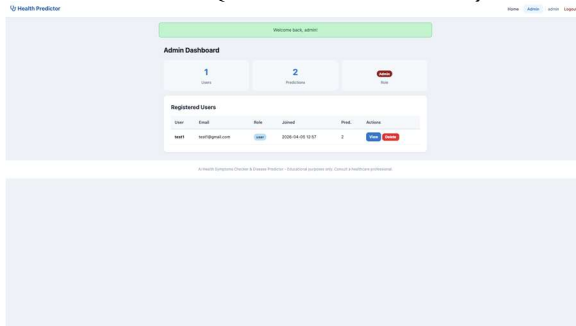 Health Predictor
Home Admin admin Logout
Welcome back, admin!
Admin Dashboard
1 2 Admin
Users Predictions Role
Registered Users
User Email Role Joined Pred. Actions
test1 test1@gmail.com user 2026-04-05 12:57 2 View Delete
AI Health Symptoms Checker & Disease Predictor - Educational purposes only. Consult a healthcare professional.